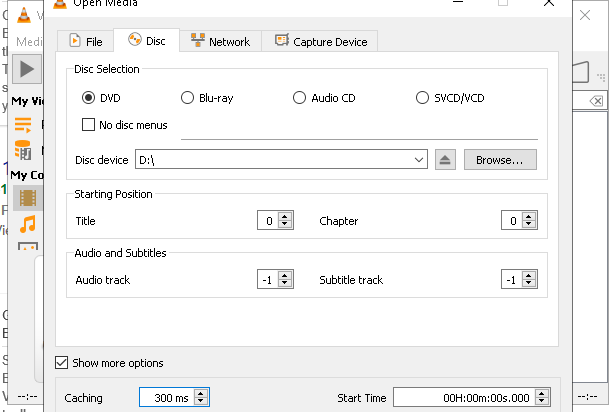 Open Media
Medi
File
Disc
Network
Capture Device
Disc Selection
DVD
Blu-ray
Audio CD
SVCD/VCD
No disc menus
My Vi
Disc device
D:\
Browse...
My Co
Starting Position
Title
0
Chapter
0
Audio and Subtitles
Audio track
-1
Subtitle track
-1
Show more options
Caching
300 ms
Start Time
00H:00m:00s.000
--:--
--:--